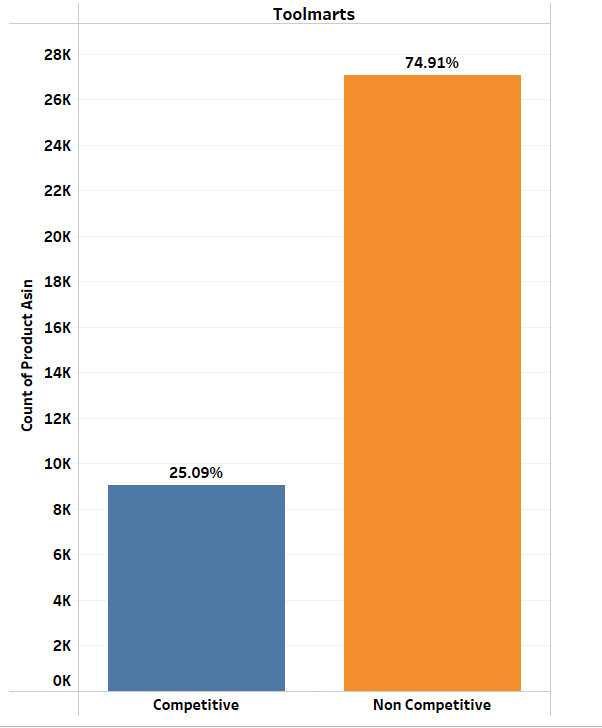 Toolmarts
28K
74.91%
26K
24K
22K
20K
18K
16K
14K
12K
10K
25.09%
8K
6K
4K
2K
0K
Count of Product Asin
Competitive
Non Competitive